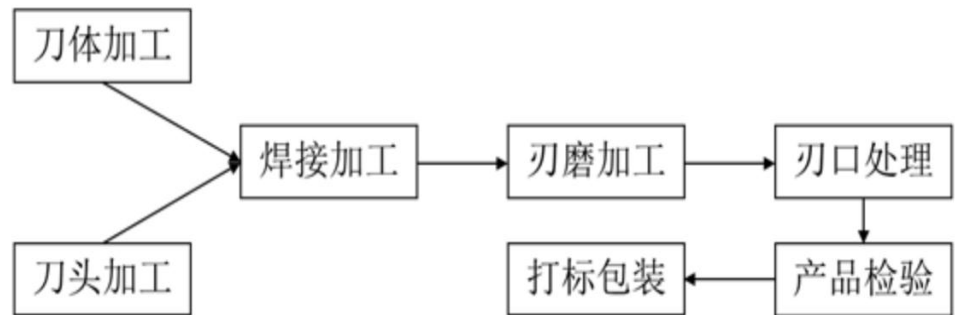 刀体加工
焊接加工
刃磨加工
刃口处理
刀头加工
打标包装
产品检验